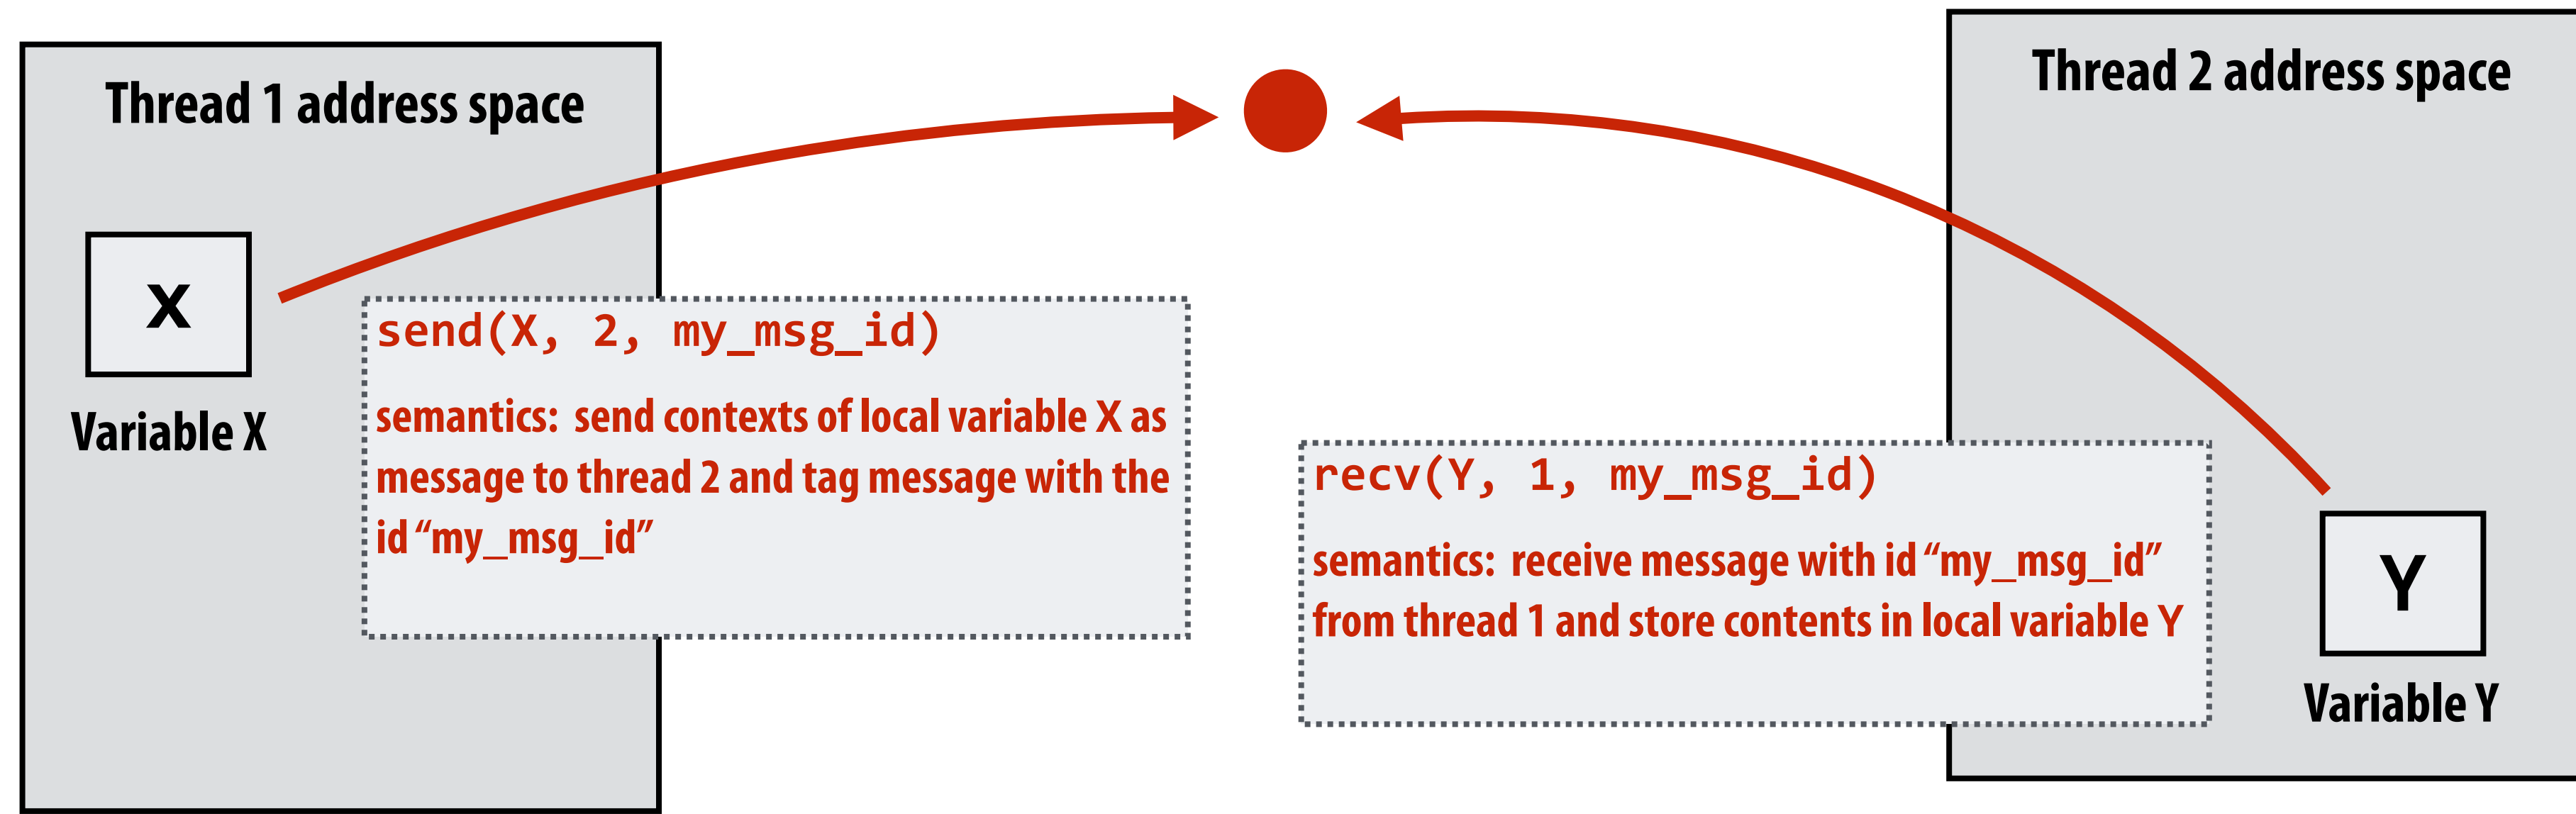 Thread 1 address space
x
Variable X
send(X, 2, my_msg_id)
semantics: send contexts of local variable X as
message to thread 2 and tag message with the
id “my_msg_id”
Thread 2 address space
recv(Y, 1, my_msg_id)
semantics: receive message with id “my_msg_id”
from thread 1 and store contents in local variable Y
Y
Variable Y